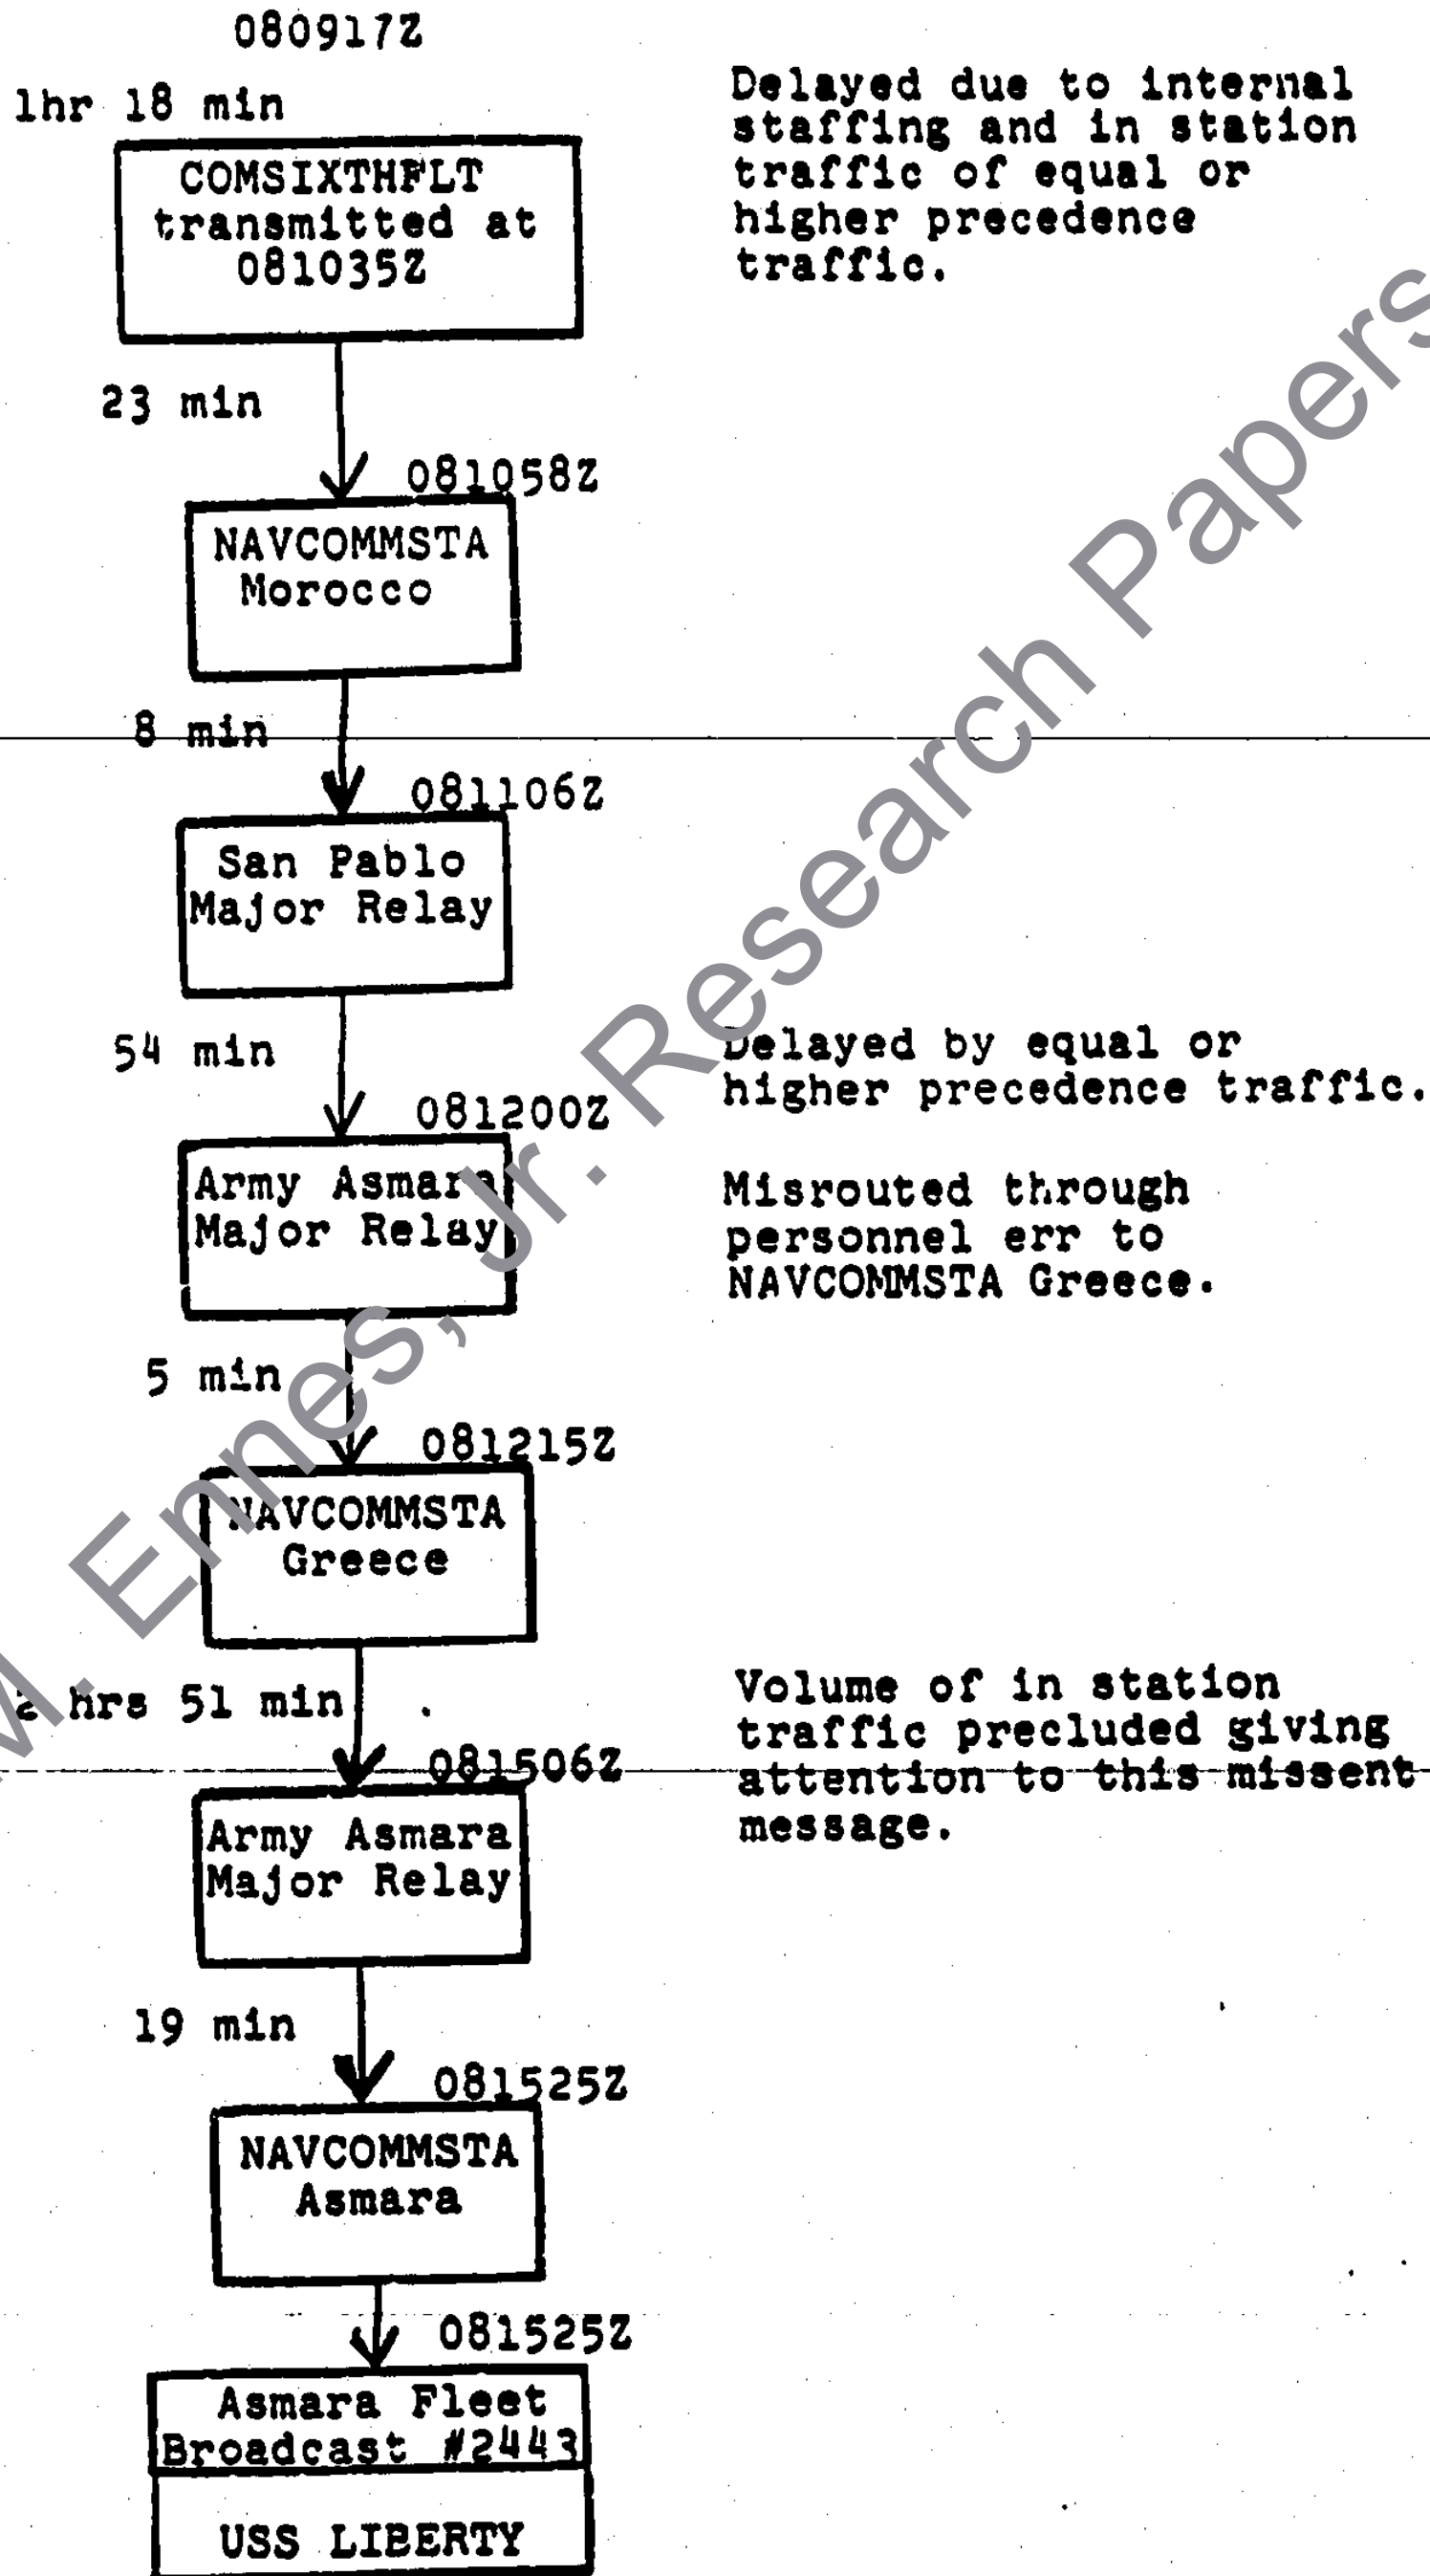 080917Z
1hr 18 min
COMSIXTHFLT
transmitted at
081035Z
Delayed due to internal
staffing and in station
traffic of equal or
higher precedence
traffic.
23 min
081058Z
NAVCOMMSTA
Morocco
8 min
081106Z
San Pablo
Major Relay
54 min
Delayed by equal or
higher precedence traffic.
081200Z
Army Asmara
Major Relay
Misrouted through
personnel err to
NAVCOMMSTA Greece.
5 min
081215Z
NAVCOMMSTA
Greece
2 hrs 51 min
Volume of in station
traffic precluded giving
attention to this missent
message.
081506Z
Army Asmara
Major Relay
19 min
081525Z
NAVCOMMSTA
Asmara
081525Z
Asmara Fleet
Broadcast #2443
USS LIBERTY
M. Ennes, Jr. Research Papers